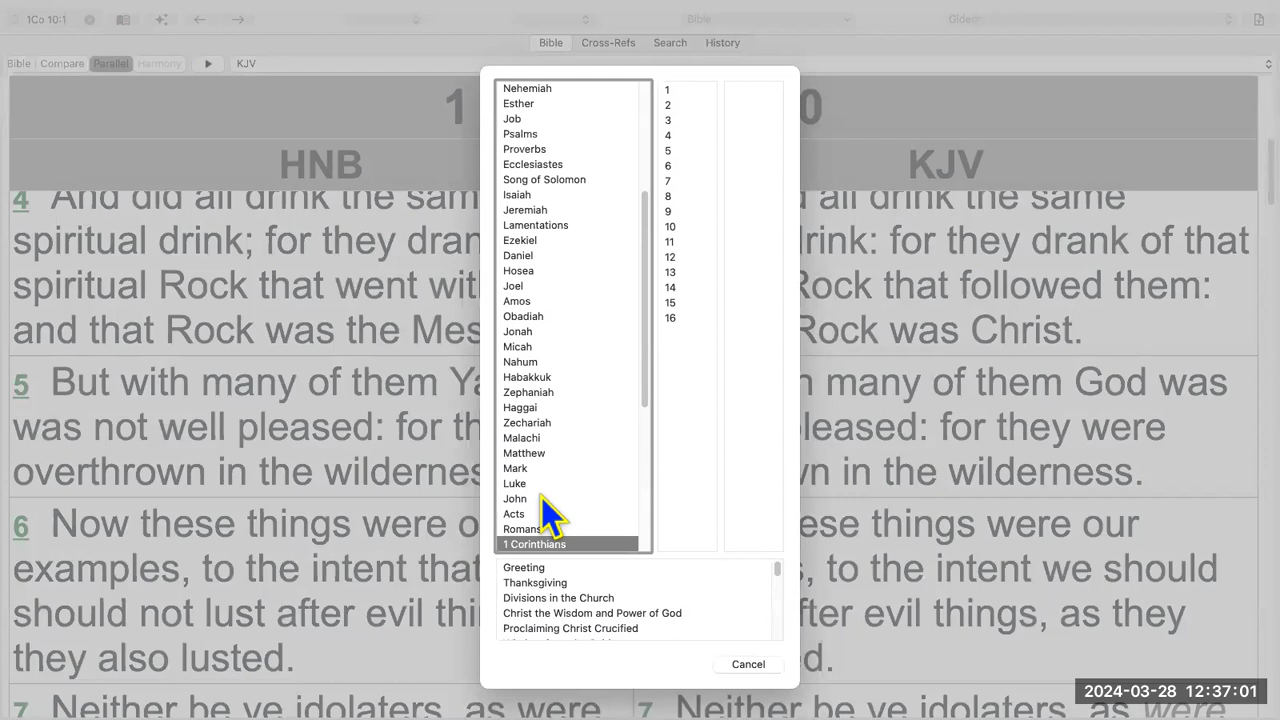 1Co 10:1
Bible
Gidem
Bible Cross-Refs Search History
Bible Compare Parallel Harmony KJV
1
0
HNB
KJV
4 And did all drink the sam
spiritual drink; for they dran
spiritual Rock that went wit
and that Rock was the Mes
all drink the same
rink: for they drank of that
Rock that followed them:
Rock was Christ.
5 But with many of them Ya
was not well pleased: for th
overthrown in the wilderness
many of them God was
leased: for they were
n in the wilderness.
6 Now these things were o
examples, to the intent that
should not lust after evil thi
they also lusted.
ese things were our
, to the intent we should
fter evil things, as they
ed.
7 Neither be ye idolaters, as were
7 Neither be ye idolaters, as were
Nehemiah
Esther
Job
Psalms
Proverbs
Ecclesiastes
Song of Solomon
Isaiah
Jeremiah
Lamentations
Ezekiel
Daniel
Hosea
Joel
Amos
Obadiah
Jonah
Micah
Nahum
Habakkuk
Zephaniah
Haggai
Zechariah
Malachi
Matthew
Mark
Luke
John
Acts
Romans
1 Corinthians
1
2
3
4
5
6
7
8
9
10
11
12
13
14
15
16
Greeting
Thanksgiving
Divisions in the Church
Christ the Wisdom and Power of God
Proclaiming Christ Crucified
Cancel
2024-03-28 12:37:01